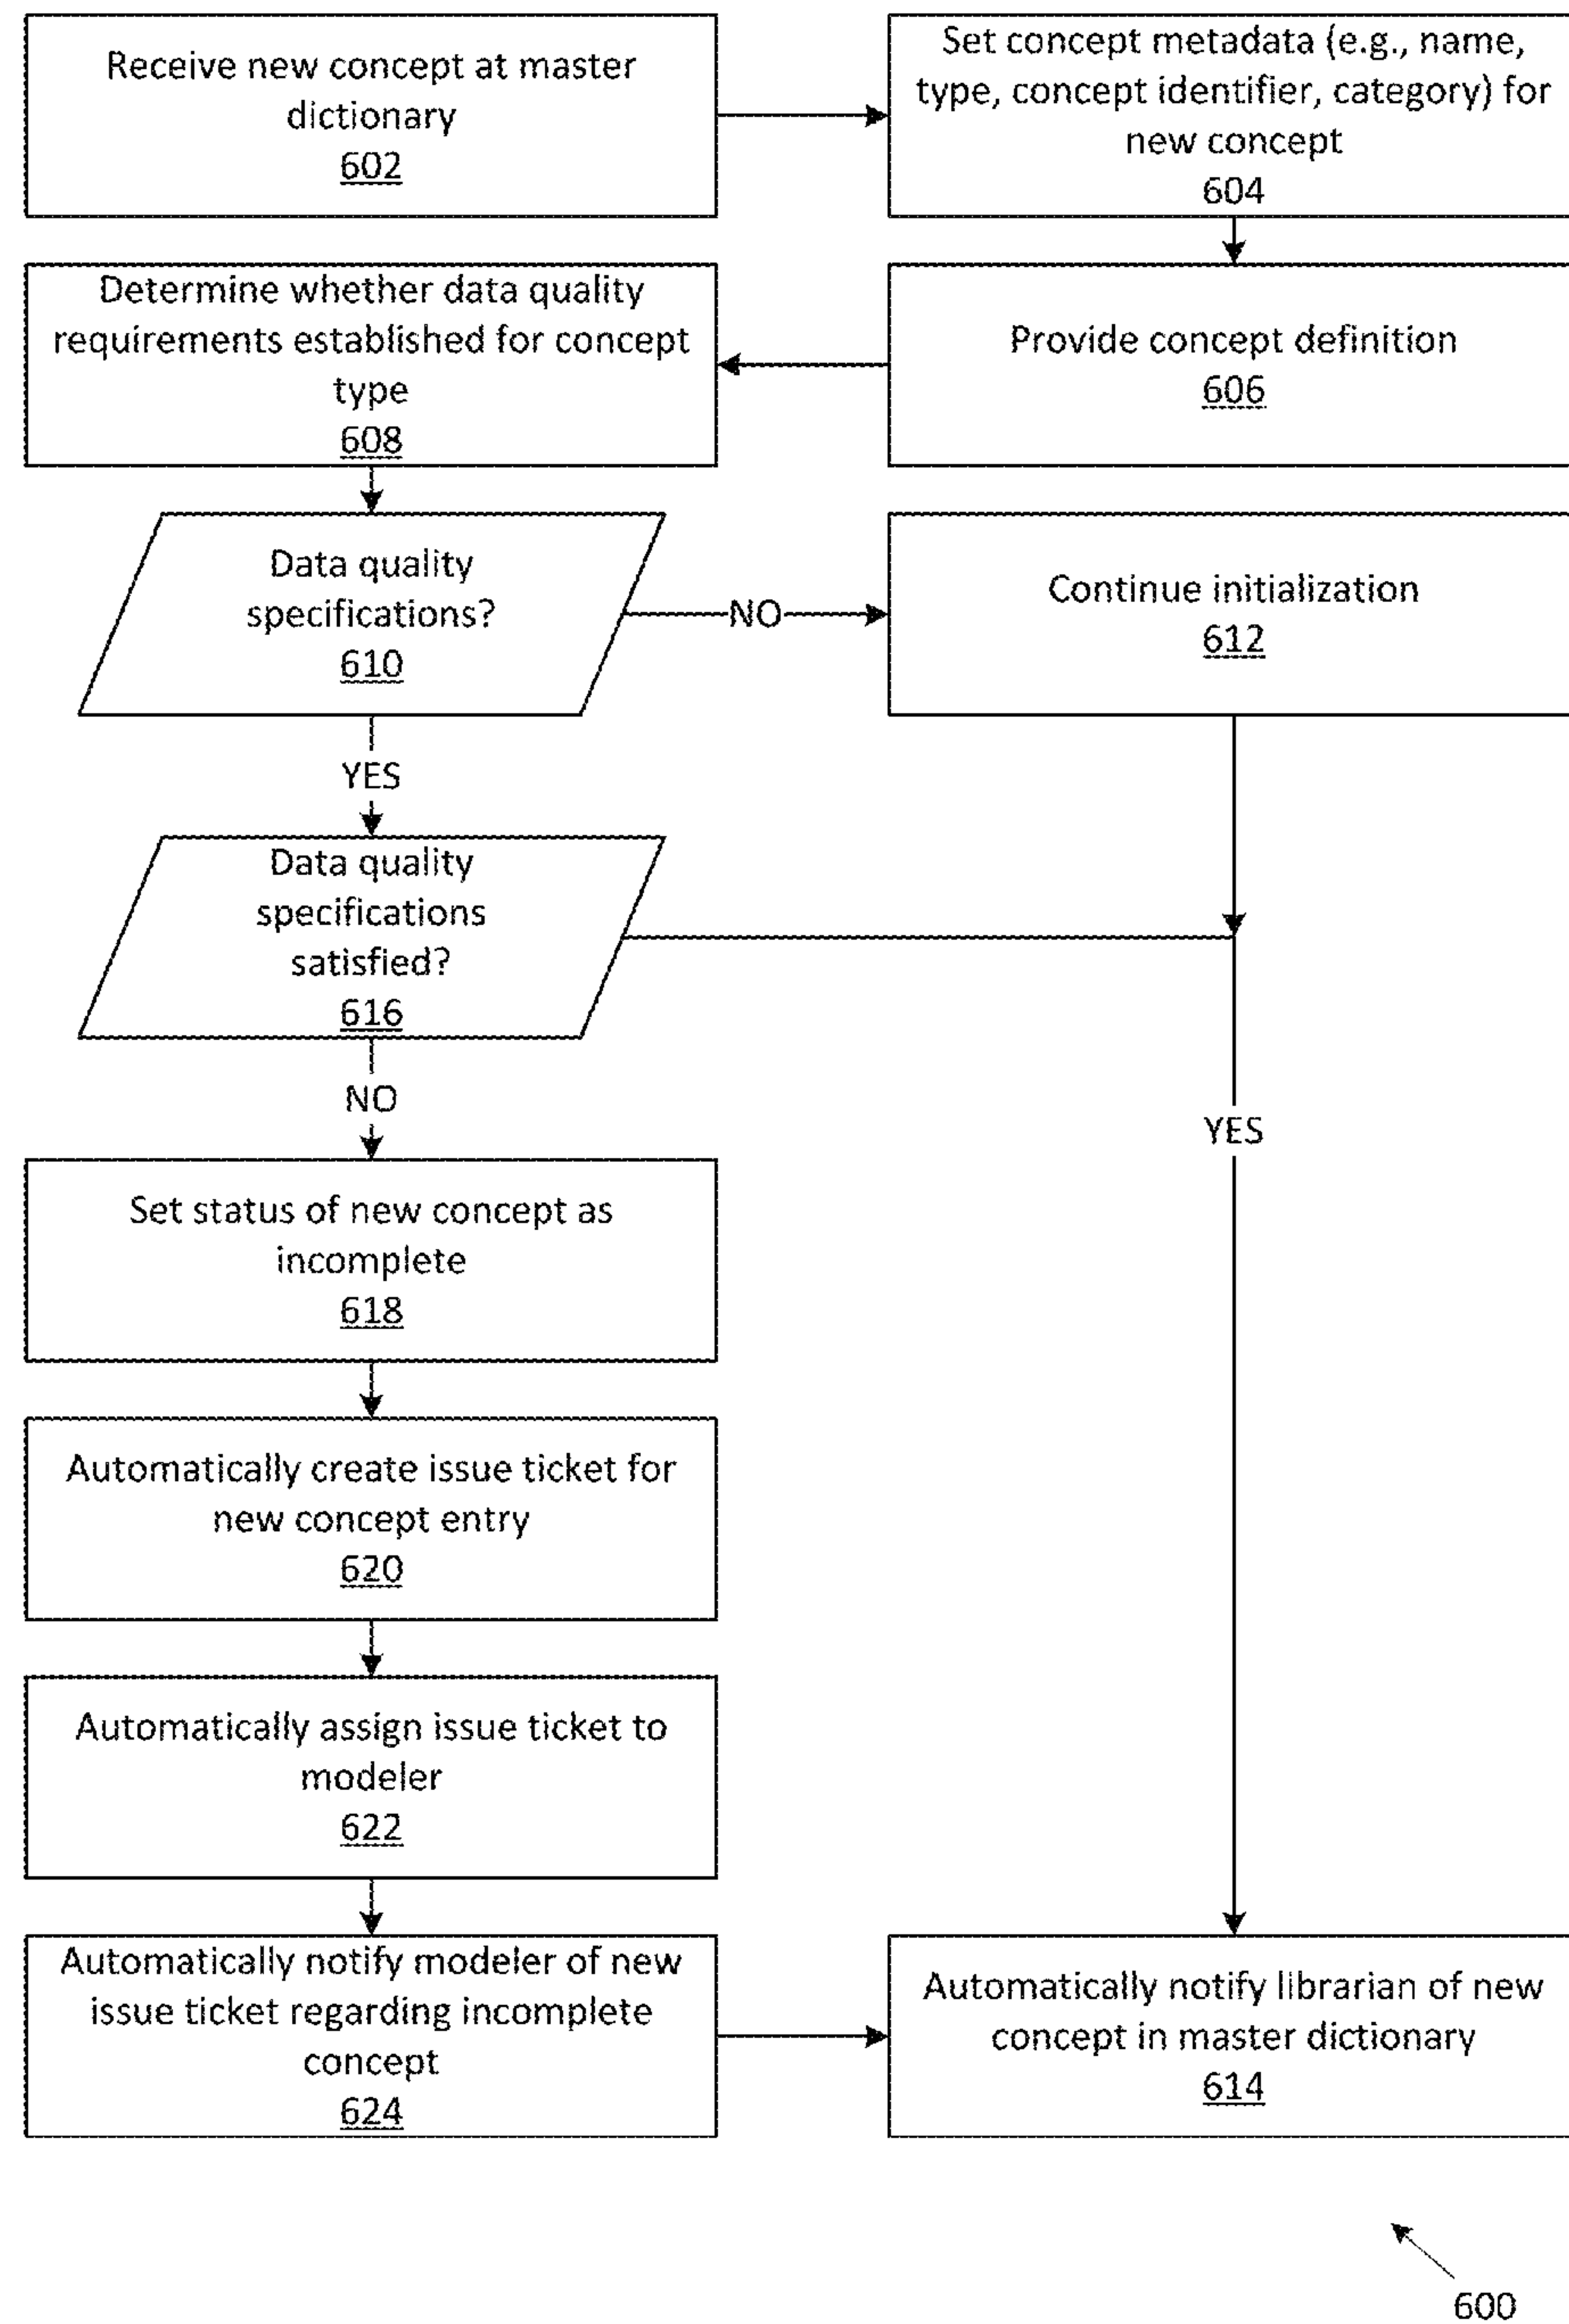 Receive new concept at master
dictionary
602
Set concept metadata (e.g., name,
type, concept identifier, category) for
new concept
604
Determine whether data quality
requirements established for concept
type
608
Provide concept definition
606
Data quality
specifications?
610
NO
Continue initialization
612
YES
Data quality
specifications
satisfied?
616
NO
YES
Set status of new concept as
incomplete
618
Automatically create issue ticket for
new concept entry
620
Automatically assign issue ticket to
modeler
622
Automatically notify modeler of new
issue ticket regarding incomplete
concept
624
Automatically notify librarian of new
concept in master dictionary
614
600